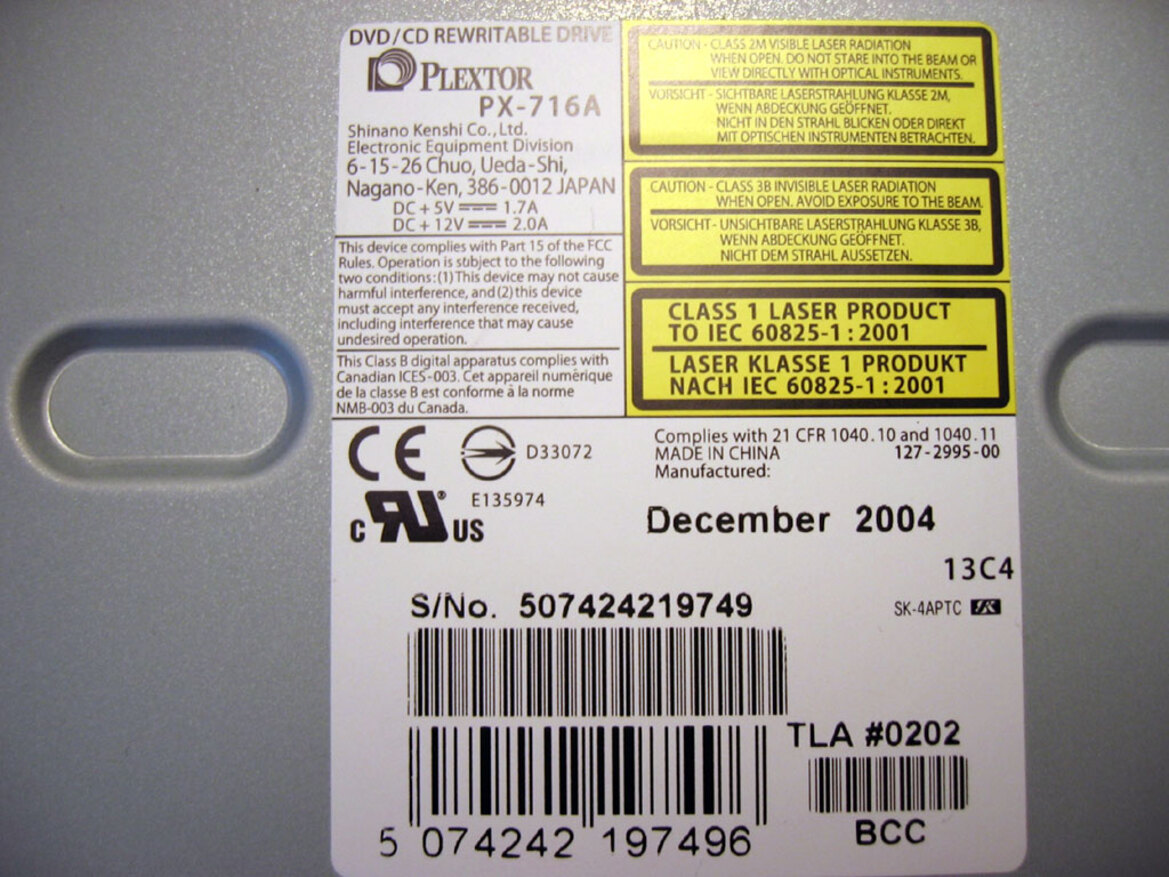 DVD/CD REWRITABLE DRIVE
PLEXTOR
PX-716A
Shinano Kenshi Co., Ltd.
Electronic Equipment Division
6-15-26 Chuo, Ueda-Shi,
Nagano-Ken, 386-0012 JAPAN
DC + 5V 1.7A
DC + 12V 2.0A
This device complies with Part 15 of the FCC
Rules. Operation is subject to the following
two conditions: (1) This device may not cause
harmful interference, and (2) this device
must accept any interference received,
including interference that may cause
undesired operation.
This Class B digital apparatus complies with
Canadian ICES-003. Cet appareil numérique
de la classe B est conforme à la norme
NMB-003 du Canada.
CAUTION - CLASS 2M VISIBLE LASER RADIATION
WHEN OPEN. DO NOT STARE INTO THE BEAM OR
VIEW DIRECTLY WITH OPTICAL INSTRUMENTS.
VORSICHT - SICHTBARE LASERSTRAHLUNG KLASSE 2M,
WENN ABDECKUNG GEÖFFNET.
NICHT IN DEN STRAHL BLICKEN ODER DIREKT
MIT OPTISCHEN INSTRUMENTEN BETRACHTEN.
CAUTION - CLASS 3B INVISIBLE LASER RADIATION
WHEN OPEN. AVOID EXPOSURE TO THE BEAM.
VORSICHT - UNSICHTBARE LASERSTRAHLUNG KLASSE 3B,
WENN ABDECKUNG GEÖFFNET.
NICHT DEM STRAHL AUSSETZEN.
CLASS 1 LASER PRODUCT
TO IEC 60825-1 : 2001
LASER KLASSE 1 PRODUKT
NACH IEC 60825-1 : 2001
CE D33072
E135974
C RU® US
Complies with 21 CFR 1040.10 and 1040.11
MADE IN CHINA 127-2995-00
Manufactured:
December 2004
13C4
S/No. 507424219749
SK-4APTC
TLA #0202
BCC
5 074242 197496